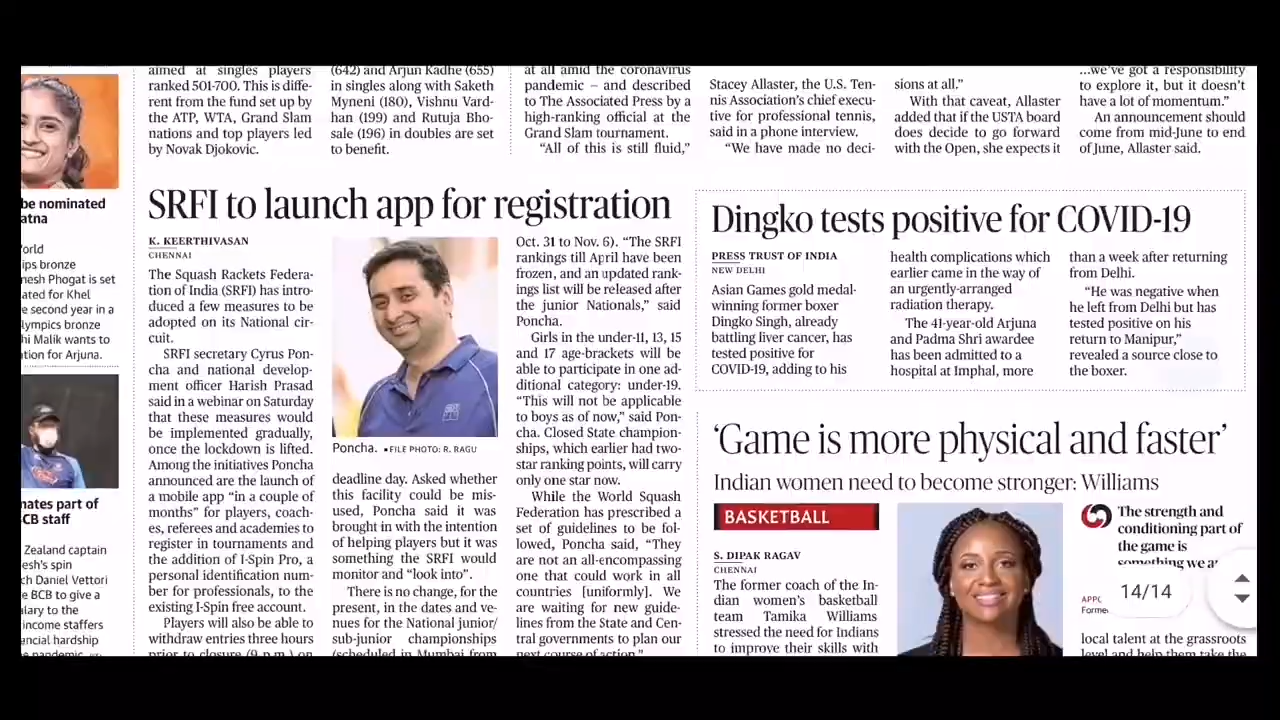 aimed at singles players
ranked 501-700. This is diffe-
rent from the fund set up by
the ATP, WTA, Grand Slam
nations and top players led
by Novak Djokovic.
(642) and Arjun Kadhe (655)
in singles along with Saketh
Myneni (180), Vishnu Vard-
han (199) and Rutuja Bho-
sale (196) in doubles are set
to benefit.
at all amid the coronavirus
pandemic – and described
to The Associated Press by a
high-ranking official at the
Grand Slam tournament.
“All of this is still fluid,”
Stacey Allaster, the U.S. Ten-
nis Association's chief execu-
tive for professional tennis,
said in a phone interview.
“We have made no deci-
sions at all.”
With that caveat, Allaster
added that if the USTA board
does decide to go forward
with the Open, she expects it
...we've got a responsibility
to explore it, but it doesn't
have a lot of momentum.”
An announcement should
come from mid-June to end
of June, Allaster said.
be nominated
atna
orld
ips bronze
nesh Phogat is set
ated for Khel
e second year in a
lympics bronze
hi Malik wants to
tion for Arjuna.
mates part of
CB staff
Zealand captain
esh's spin
ch Daniel Vettori
e BCB to give a
alary to the
income staffers
ancial hardship
e pandemic.
SRFI to launch app for registration
K. KEERTHIVASAN
CHENNAI
The Squash Rackets Federa-
tion of India (SRFI) has intro-
duced a few measures to be
adopted on its National cir-
cuit.
SRFI secretary Cyrus Pon-
cha and national develop-
ment officer Harish Prasad
said in a webinar on Saturday
that these measures would
be implemented gradually,
once the lockdown is lifted.
Among the initiatives Poncha
announced are the launch of
a mobile app “in a couple of
months” for players, coach-
es, referees and academies to
register in tournaments and
the addition of I-Spin Pro, a
personal identification num-
ber for professionals, to the
existing I-Spin free account.
Players will also be able to
withdraw entries three hours
prior to closure (9 p.m.) on
Poncha. ▪FILE PHOTO: R. RAGU
deadline day. Asked whether
this facility could be mis-
used, Poncha said it was
brought in with the intention
of helping players but it was
something the SRFI would
monitor and “look into”.
There is no change, for the
present, in the dates and ve-
nues for the National junior/
sub-junior championships
(scheduled in Mumbai from
Oct. 31 to Nov. 6). “The SRFI
rankings till April have been
frozen, and an updated rank-
ings list will be released after
the junior Nationals,” said
Poncha.
Girls in the under-11, 13, 15
and 17 age-brackets will be
able to participate in one ad-
ditional category: under-19.
“This will not be applicable
to boys as of now,” said Pon-
cha. Closed State champion-
ships, which earlier had two-
star ranking points, will carry
only one star now.
While the World Squash
Federation has prescribed a
set of guidelines to be fol-
lowed, Poncha said, “They
are not an all-encompassing
one that could work in all
countries [uniformly]. We
are waiting for new guide-
lines from the State and Cen-
tral governments to plan our
next course of action.”
Dingko tests positive for COVID-19
PRESS TRUST OF INDIA
NEW DELHI
Asian Games gold medal-
winning former boxer
Dingko Singh, already
battling liver cancer, has
tested positive for
COVID-19, adding to his
health complications which
earlier came in the way of
an urgently-arranged
radiation therapy.
The 41-year-old Arjuna
and Padma Shri awardee
has been admitted to a
hospital at Imphal, more
than a week after returning
from Delhi.
“He was negative when
he left from Delhi but has
tested positive on his
return to Manipur,”
revealed a source close to
the boxer.
‘Game is more physical and faster’
Indian women need to become stronger: Williams
BASKETBALL
S. DIPAK RAGAV
CHENNAI
The former coach of the In-
dian women's basketball
team Tamika Williams
stressed the need for Indians
to improve their skills with
The strength and
conditioning part of
the game is
something we ar
APPC
Forme
14/14
local talent at the grassroots
level and help them take the